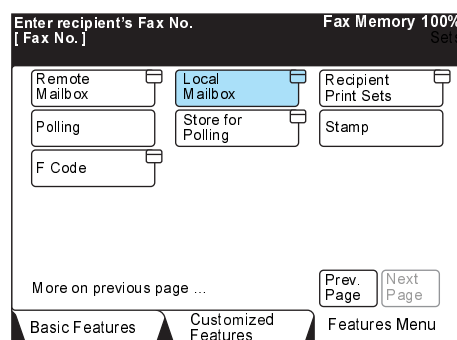 Enter recipient's Fax No.
Fax Memory 100%
[ Fax No. ]
Sets
Remote
Mailbox
Local
Mailbox
Recipient
Print Sets
Polling
Store for
Polling
Stamp
F Code
More on previous page ...
Prev.
Page
Next
Page
Basic Features
Customized
Features
Features Menu